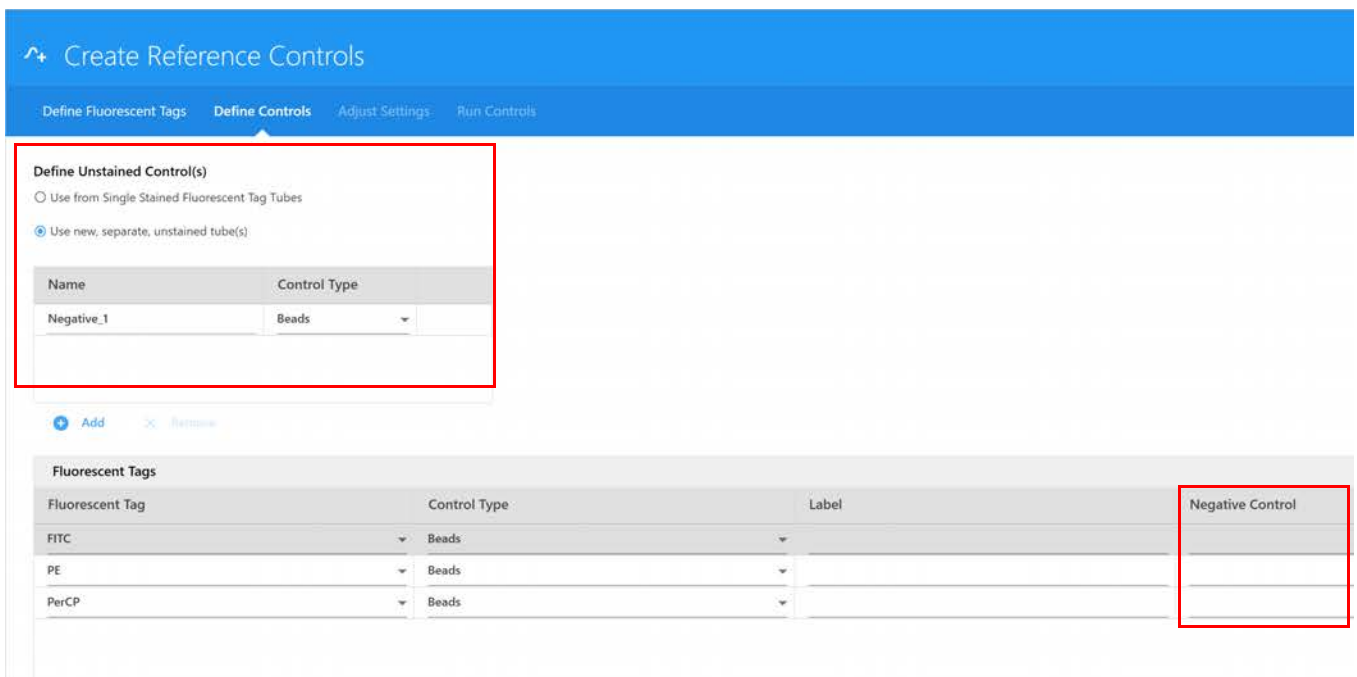 Create Reference Controls
Define Fluorescent Tags Define Controls Adjust Settings Run Controls
Define Unstained Control(s)
Use from Single Stained Fluorescent Tag Tubes
Use new, separate, unstained tube(s)
Name Control Type
Negative_1 Beads
Add Remove
Fluorescent Tags
Fluorescent Tag Control Type Label Negative Control
FITC Beads
PE Beads
PerCP Beads